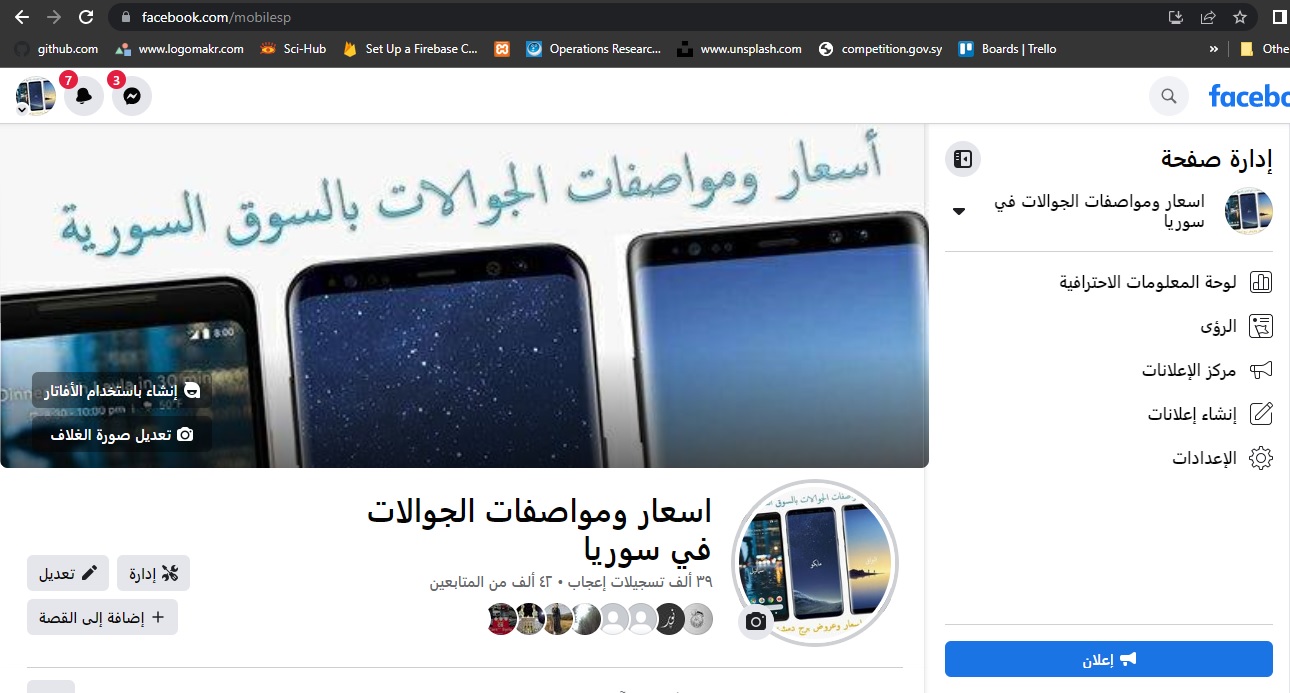 facebook.com/mobilesp
github.com
www.logomakr.com
Sci-Hub
Set Up a Firebase C...
Operations Researc...
www.unsplash.com
competition.gov.sy
Boards | Trello
»
Othe
7
3
facebo
إدارة صفحة
اسعار ومواصفات الجوالات في
سوريا
لوحة المعلومات الاحترافية
الرؤى
مركز الإعلانات
إنشاء إعلانات
الإعدادات
إعلان
أسعار ومواصفات الجوالات بالسوق السورية
8:00
إنشاء باستخدام الأفاتار
تعديل صورة الغلاف
اسعار ومواصفات الجوالات
في سوريا
٣٩ ألف تسجيلات إعجاب • ٤٢ ألف من المتابعين
إدارة
تعديل
+ إضافة إلى القصة